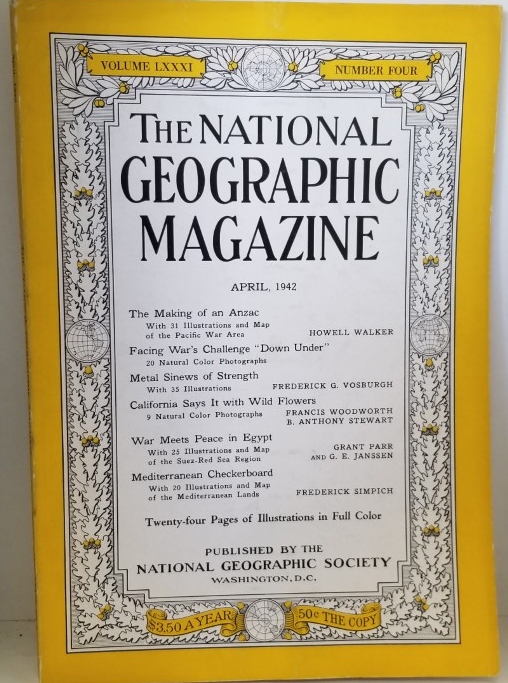 VOLUME LXXXI
NUMBER FOUR
THE NATIONAL
GEOGRAPHIC
MAGAZINE
APRIL, 1942
The Making of an Anzac
With 31 Illustrations and Map
of the Pacific War Area HOWELL WALKER
Facing War's Challenge "Down Under"
20 Natural Color Photographs
Metal Sinews of Strength
With 35 Illustrations FREDERICK G. VOSBURGH
California Says It with Wild Flowers
9 Natural Color Photographs FRANCIS WOODWORTH
B. ANTHONY STEWART
War Meets Peace in Egypt
With 25 Illustrations and Map GRANT PARR
of the Suez-Red Sea Region AND G. E. JANSSEN
Mediterranean Checkerboard
With 20 Illustrations and Map
of the Mediterranean Lands FREDERICK SIMPICH
Twenty-four Pages of Illustrations in Full Color
PUBLISHED BY THE
NATIONAL GEOGRAPHIC SOCIETY
WASHINGTON, D.C.
$3.50 A YEAR
50c THE COPY